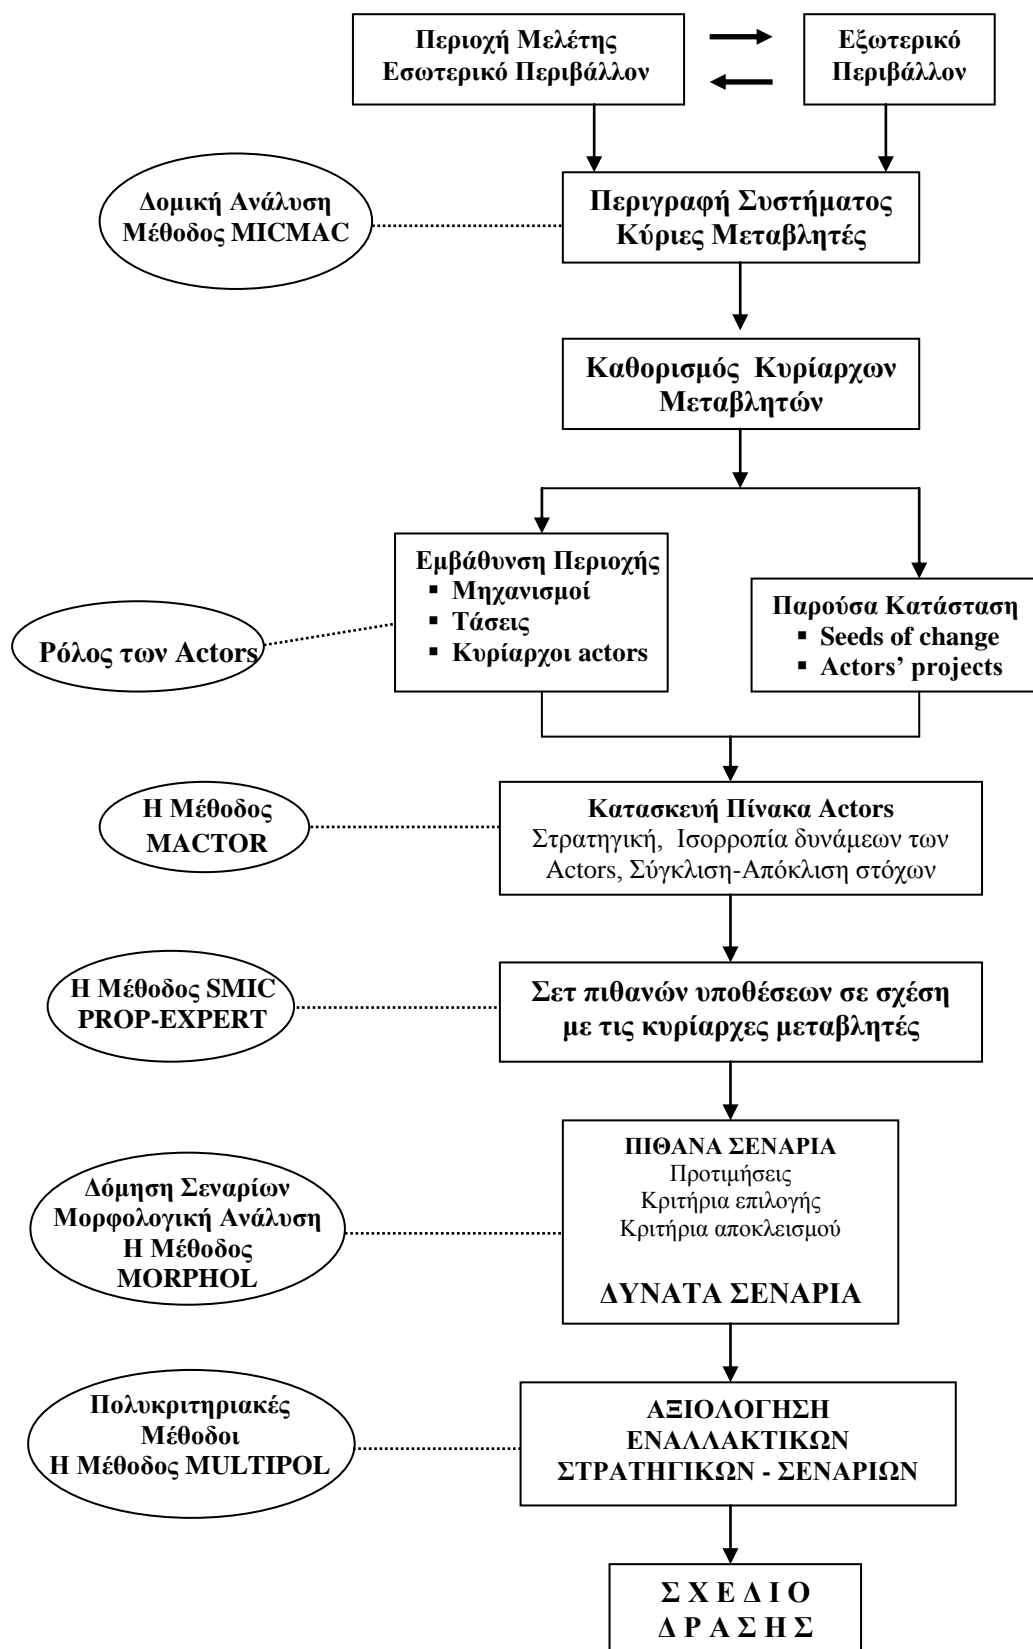 Περιοχή Μελέτης
Εσωτερικό Περιβάλλον
Εξωτερικό
Περιβάλλον
Δομική Ανάλυση
Μέθοδος MICMAC
Περιγραφή Συστήματος
Κύριες Μεταβλητές
Καθορισμός Κυρίαρχων
Μεταβλητών
Εμβάθυνση Περιοχής
▪ Μηχανισμοί
▪ Τάσεις
▪ Κυρίαρχοι actors
Παρούσα Κατάσταση
▪ Seeds of change
▪ Actors’ projects
Ρόλος των Actors
Η Μέθοδος
MACTOR
Κατασκευή Πίνακα Actors
Στρατηγική, Ισορροπία δυνάμεων των
Actors, Σύγκλιση-Απόκλιση στόχων
Η Μέθοδος SMIC
PROP-EXPERT
Σετ πιθανών υποθέσεων σε σχέση
με τις κυρίαρχες μεταβλητές
Δόμηση Σεναρίων
Μορφολογική Ανάλυση
Η Μέθοδος
MORPHOL
ΠΙΘΑΝΑ ΣΕΝΑΡΙΑ
Προτιμήσεις
Κριτήρια επιλογής
Κριτήρια αποκλεισμού
ΔΥΝΑΤΑ ΣΕΝΑΡΙΑ
Πολυκριτηριακές
Μέθοδοι
Η Μέθοδος MULTIPOL
ΑΞΙΟΛΟΓΗΣΗ
ΕΝΑΛΛΑΚΤΙΚΩΝ
ΣΤΡΑΤΗΓΙΚΩΝ - ΣΕΝΑΡΙΩΝ
Σ Χ Ε Δ Ι Ο
Δ Ρ Α Σ Η Σ